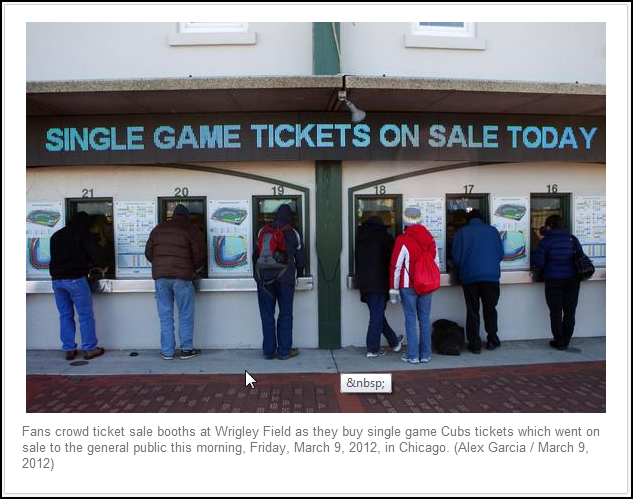 SINGLE GAME TICKETS ON SALE TODAY
21 20 19 18 17 16
&nbsp;
Fans crowd ticket sale booths at Wrigley Field as they buy single game Cubs tickets which went on
sale to the general public this morning, Friday, March 9, 2012, in Chicago. (Alex Garcia / March 9,
2012)